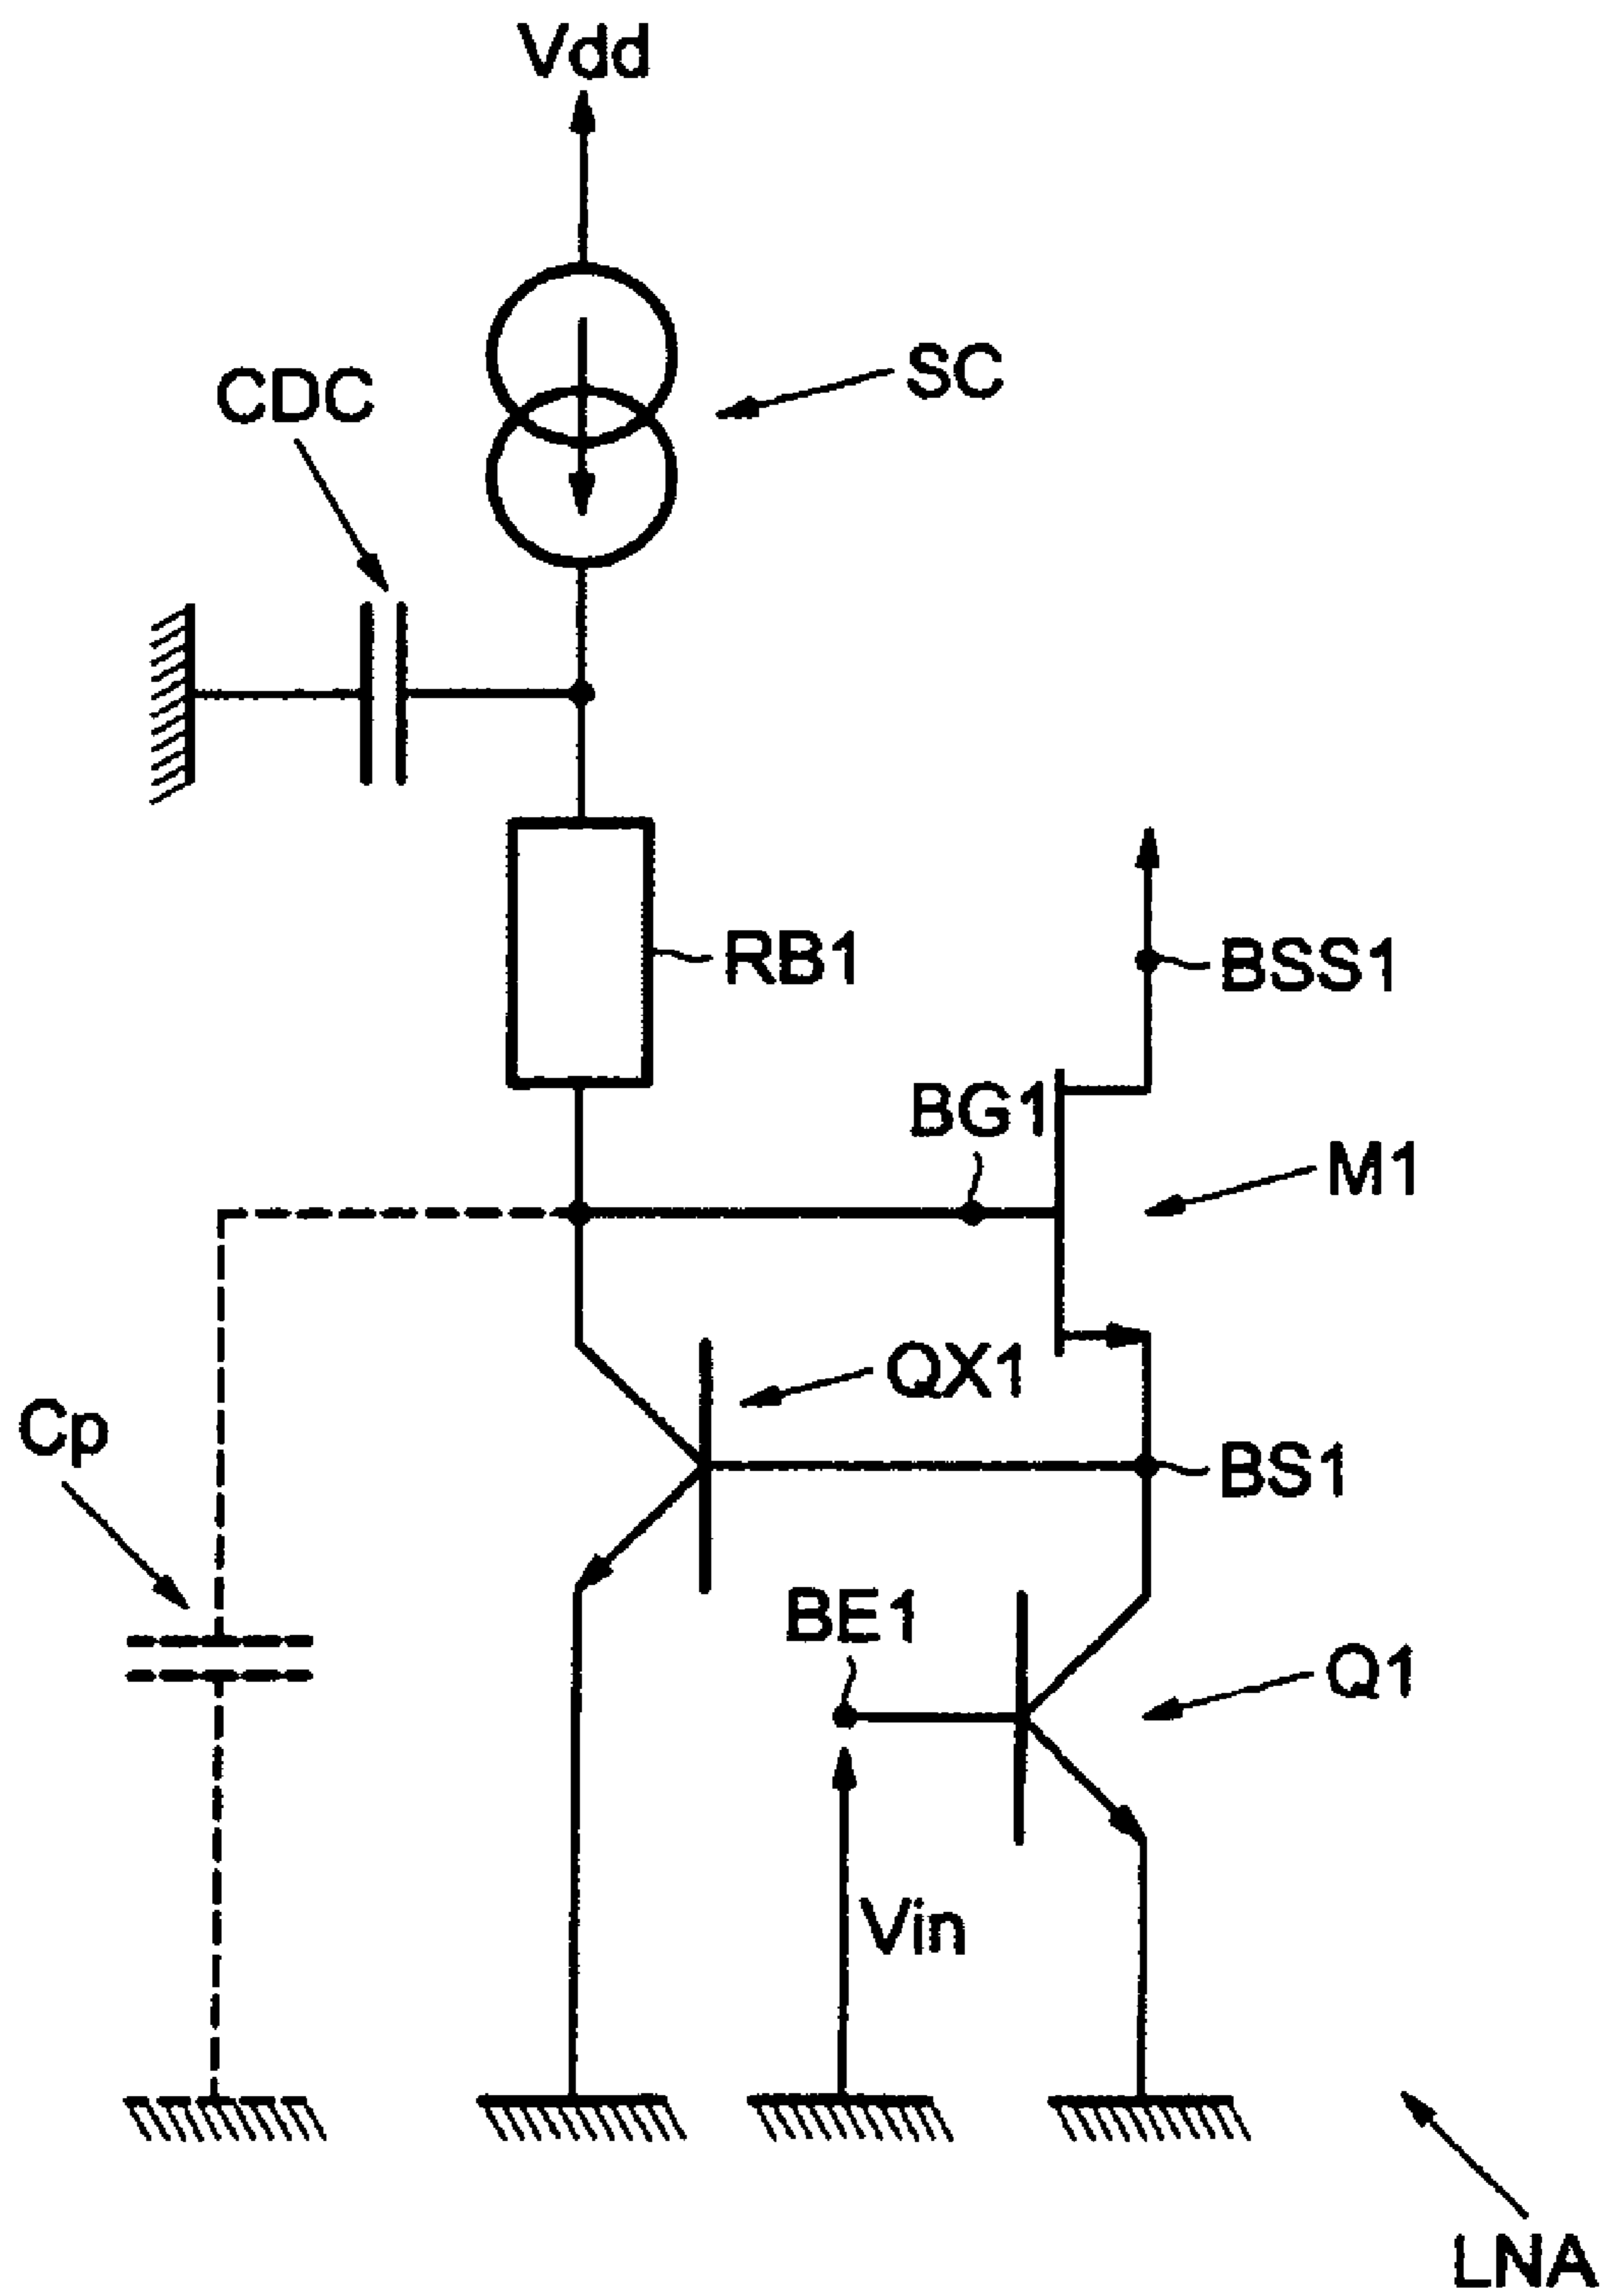 Vdd
SC
CDC
RB1
BSS1
BG1
M1
QX1
Cp
BS1
BE1
Q1
Vin
LNA